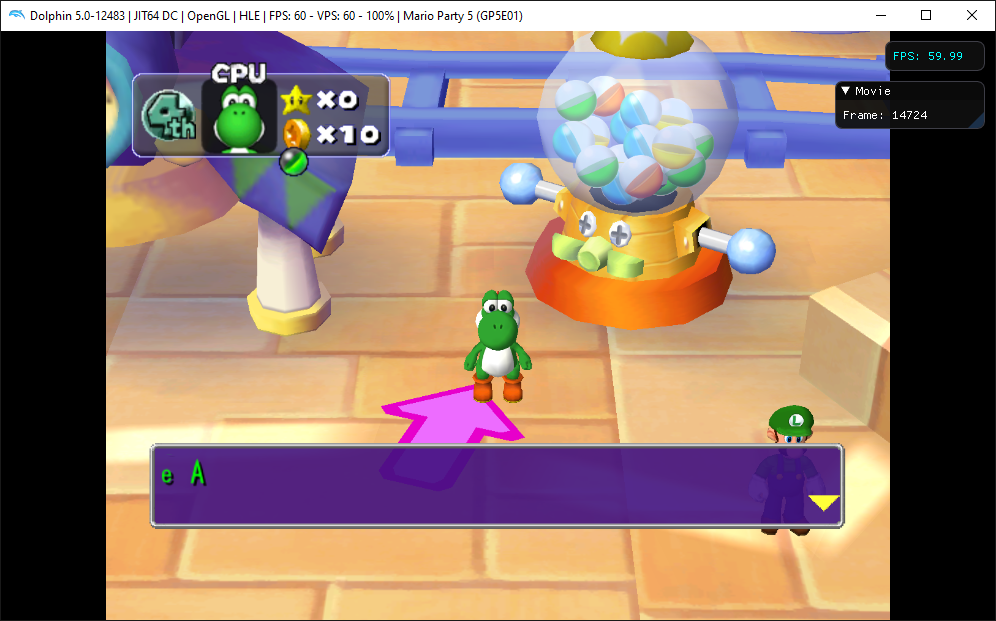 Dolphin 5.0-12483 | JIT64 DC | OpenGL | HLE | FPS: 60 - VPS: 60 - 100% | Mario Party 5 (GP5E01)
FPS: 59.99
▼ Movie
Frame: 14724
CPU
4th
×0
×10
L
e A